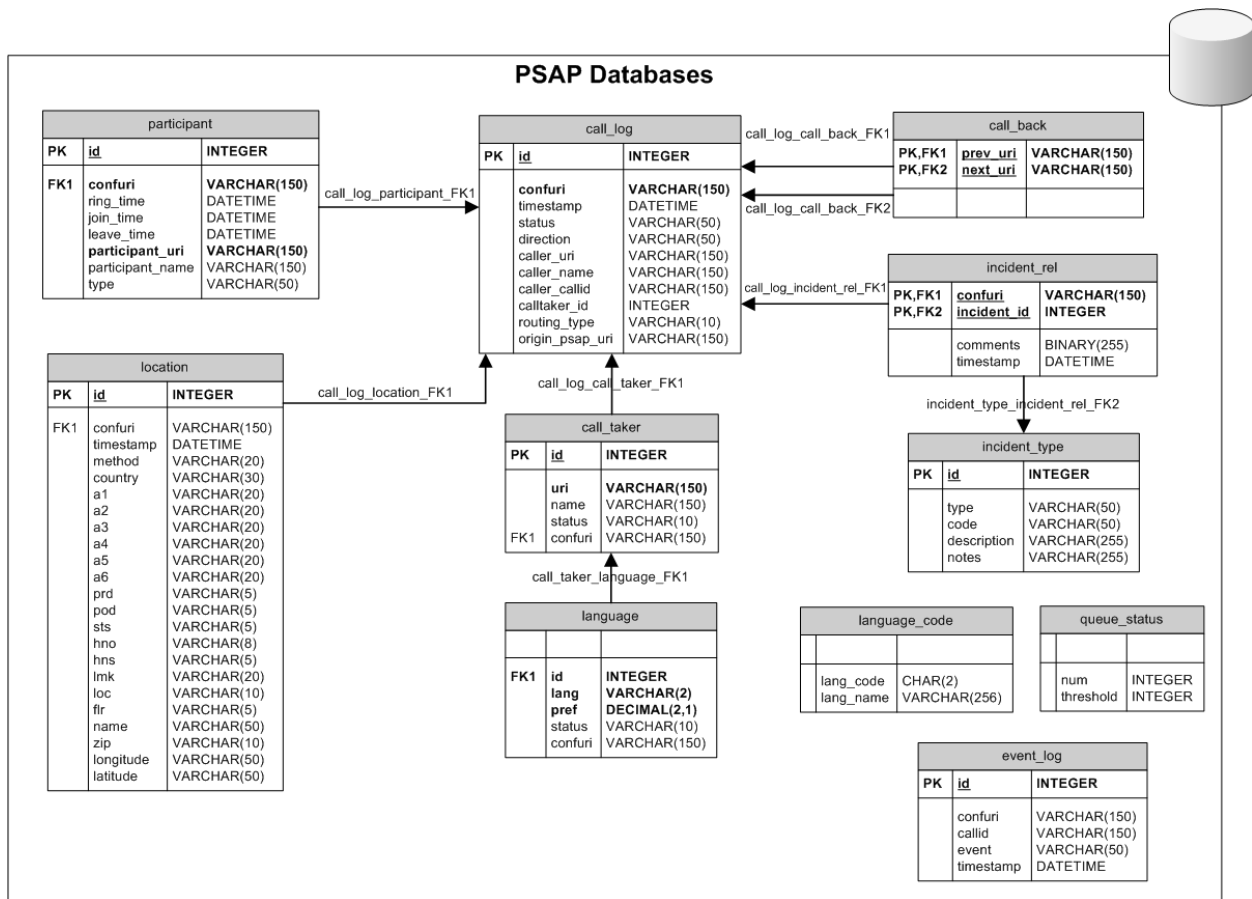 PSAP Databases
participant
PK id INTEGER
FK1 confuri VARCHAR(150)
ring_time DATETIME
join_time DATETIME
leave_time DATETIME
participant_uri VARCHAR(150)
participant_name VARCHAR(150)
type VARCHAR(50)
call_log_participant_FK1
call_log
PK id INTEGER
confuri VARCHAR(150)
timestamp DATETIME
status VARCHAR(50)
direction VARCHAR(50)
caller_uri VARCHAR(150)
caller_name VARCHAR(150)
caller_callid VARCHAR(150)
calltaker_id INTEGER
routing_type VARCHAR(10)
origin_psap_uri VARCHAR(150)
call_log_call_back_FK1
call_log_call_back_FK2
call_back
PK,FK1 prev_uri VARCHAR(150)
PK,FK2 next_uri VARCHAR(150)
call_log_incident_rel_FK1
incident_rel
PK,FK1 confuri VARCHAR(150)
PK,FK2 incident_id INTEGER
comments BINARY(255)
timestamp DATETIME
incident_type_incident_rel_FK2
location
PK id INTEGER
FK1 confuri VARCHAR(150)
timestamp DATETIME
method VARCHAR(20)
country VARCHAR(30)
a1 VARCHAR(20)
a2 VARCHAR(20)
a3 VARCHAR(20)
a4 VARCHAR(20)
a5 VARCHAR(20)
a6 VARCHAR(20)
prd VARCHAR(5)
pod VARCHAR(5)
sts VARCHAR(5)
hno VARCHAR(8)
hns VARCHAR(5)
lmk VARCHAR(20)
loc VARCHAR(10)
flr VARCHAR(5)
name VARCHAR(50)
zip VARCHAR(10)
longitude VARCHAR(50)
latitude VARCHAR(50)
call_log_location_FK1
call_log_call_taker_FK1
call_taker
PK id INTEGER
uri VARCHAR(150)
name VARCHAR(150)
status VARCHAR(10)
FK1 confuri VARCHAR(150)
call_taker_language_FK1
language
FK1 id INTEGER
lang VARCHAR(2)
pref DECIMAL(2,1)
status VARCHAR(10)
confuri VARCHAR(150)
incident_type
PK id INTEGER
type VARCHAR(50)
code VARCHAR(50)
description VARCHAR(255)
notes VARCHAR(255)
language_code
lang_code CHAR(2)
lang_name VARCHAR(256)
queue_status
num INTEGER
threshold INTEGER
event_log
PK id INTEGER
confuri VARCHAR(150)
callid VARCHAR(150)
event VARCHAR(50)
timestamp DATETIME